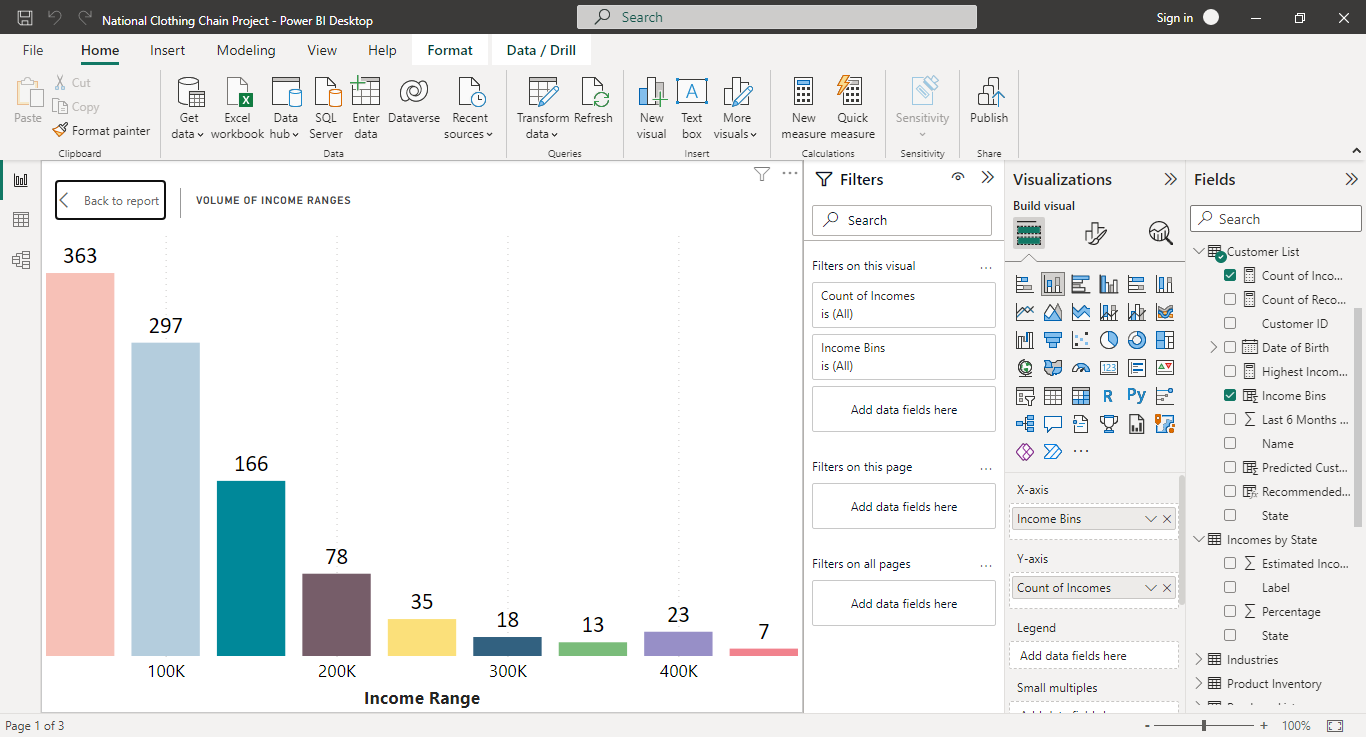 National Clothing Chain Project - Power BI Desktop
Search
Sign in
File Home Insert Modeling View Help Format Data / Drill
Paste
Cut
Copy
Format painter
Clipboard
Get data
Excel workbook
Data hub
SQL Server
Enter data
Dataverse
Recent sources
Data
Transform data
Refresh
Queries
New visual
Text box
More visuals
Insert
New measure
Quick measure
Calculations
Sensitivity
Sensitivity
Publish
Share
Back to report
VOLUME OF INCOME RANGES
363
297
166
78
35
18
13
23
7
100K 200K 300K 400K
Income Range
Filters
Search
Filters on this visual ...
Count of Incomes
is (All)
Income Bins
is (All)
Add data fields here
Filters on this page ...
Add data fields here
Filters on all pages ...
Add data fields here
Visualizations
Build visual
123
R
Py
...
X-axis
Income Bins
Y-axis
Count of Incomes
Legend
Add data fields here
Small multiples
Fields
Search
Customer List
Count of Inco...
Count of Reco...
Customer ID
Date of Birth
Highest Incom...
Income Bins
Last 6 Months ...
Name
Predicted Cust...
Recommended...
State
Incomes by State
Estimated Inco...
Label
Percentage
State
Industries
Product Inventory
Page 1 of 3
- + 100%